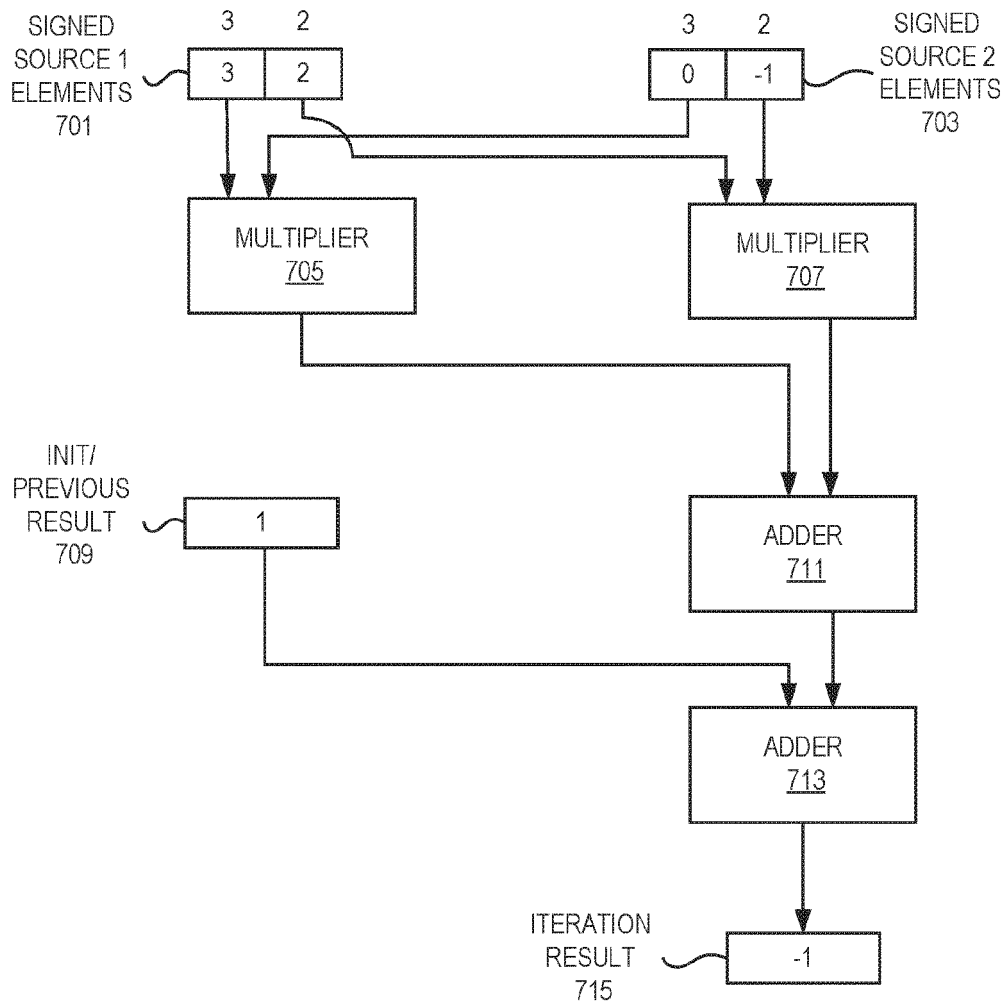 SIGNED
SOURCE 1
ELEMENTS
701
3 2
3 2
3 2
0 -1
SIGNED
SOURCE 2
ELEMENTS
703
MULTIPLIER
705
MULTIPLIER
707
INIT/
PREVIOUS
RESULT
709
1
ADDER
711
ADDER
713
ITERATION
RESULT
715
-1